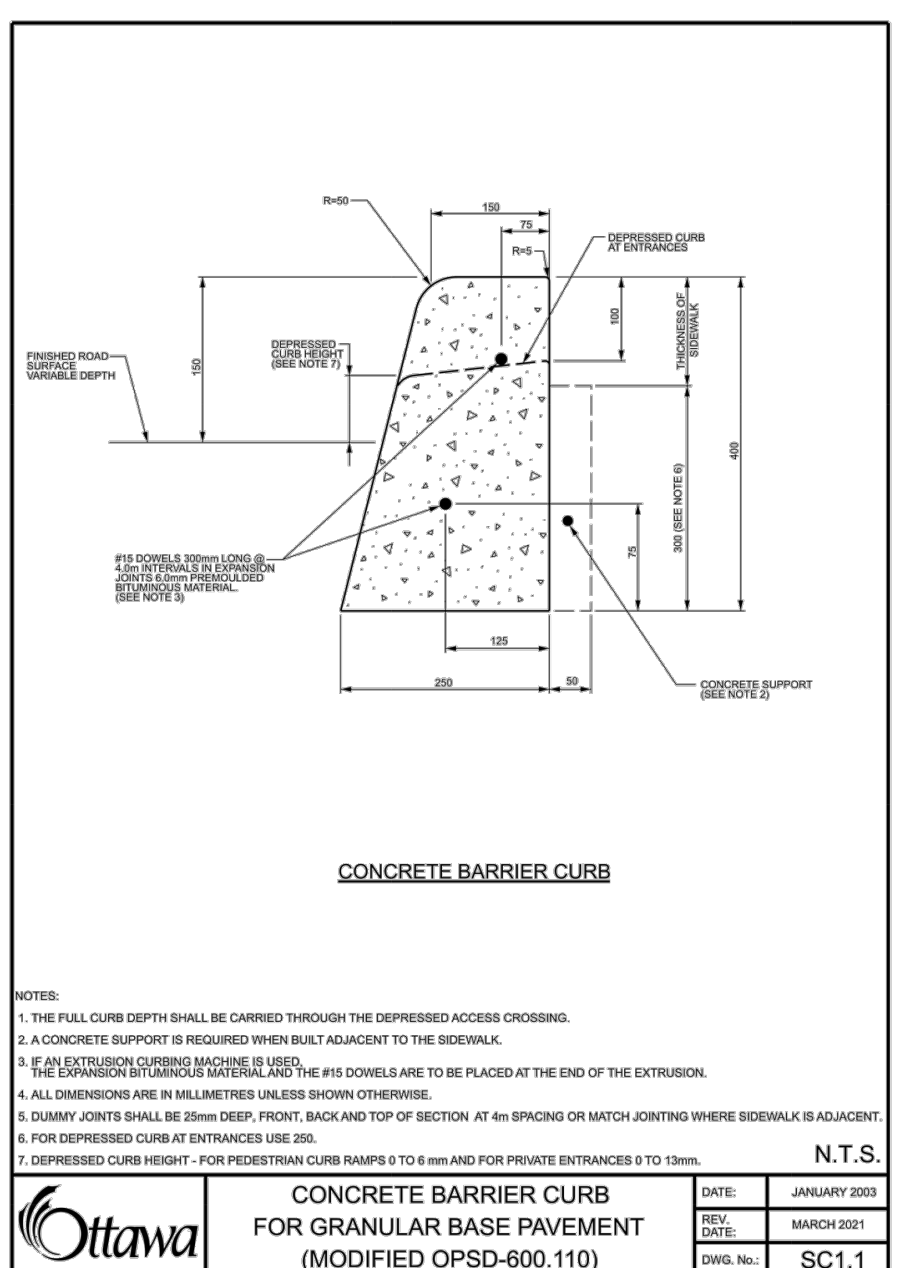 R=50
150
75
R=5
DEPRESSED CURB
AT ENTRANCES
100
THICKNESS OF
SIDEWALK
DEPRESSED
CURB HEIGHT
(SEE NOTE 7)
150
FINISHED ROAD
SURFACE
VARIABLE DEPTH
400
300 (SEE NOTE 6)
75
#15 DOWELS 300mm LONG @
4.0m INTERVALS IN EXPANSION
JOINTS 6.0mm PREMOULDED
BITUMINOUS MATERIAL.
(SEE NOTE 3)
125
250
50
CONCRETE SUPPORT
(SEE NOTE 2)
CONCRETE BARRIER CURB
NOTES:
1. THE FULL CURB DEPTH SHALL BE CARRIED THROUGH THE DEPRESSED ACCESS CROSSING.
2. A CONCRETE SUPPORT IS REQUIRED WHEN BUILT ADJACENT TO THE SIDEWALK.
3. IF AN EXTRUSION CURBING MACHINE IS USED,
THE EXPANSION BITUMINOUS MATERIAL AND THE #15 DOWELS ARE TO BE PLACED AT THE END OF THE EXTRUSION.
4. ALL DIMENSIONS ARE IN MILLIMETRES UNLESS SHOWN OTHERWISE.
5. DUMMY JOINTS SHALL BE 25mm DEEP, FRONT, BACK AND TOP OF SECTION AT 4m SPACING OR MATCH JOINTING WHERE SIDEWALK IS ADJACENT.
6. FOR DEPRESSED CURB AT ENTRANCES USE 250.
7. DEPRESSED CURB HEIGHT - FOR PEDESTRIAN CURB RAMPS 0 TO 6 mm AND FOR PRIVATE ENTRANCES 0 TO 13mm.
N.T.S.
Ottawa
CONCRETE BARRIER CURB
FOR GRANULAR BASE PAVEMENT
(MODIFIED OPSD-600.110)
DATE: JANUARY 2003
REV.
DATE: MARCH 2021
DWG. No.: SC1.1